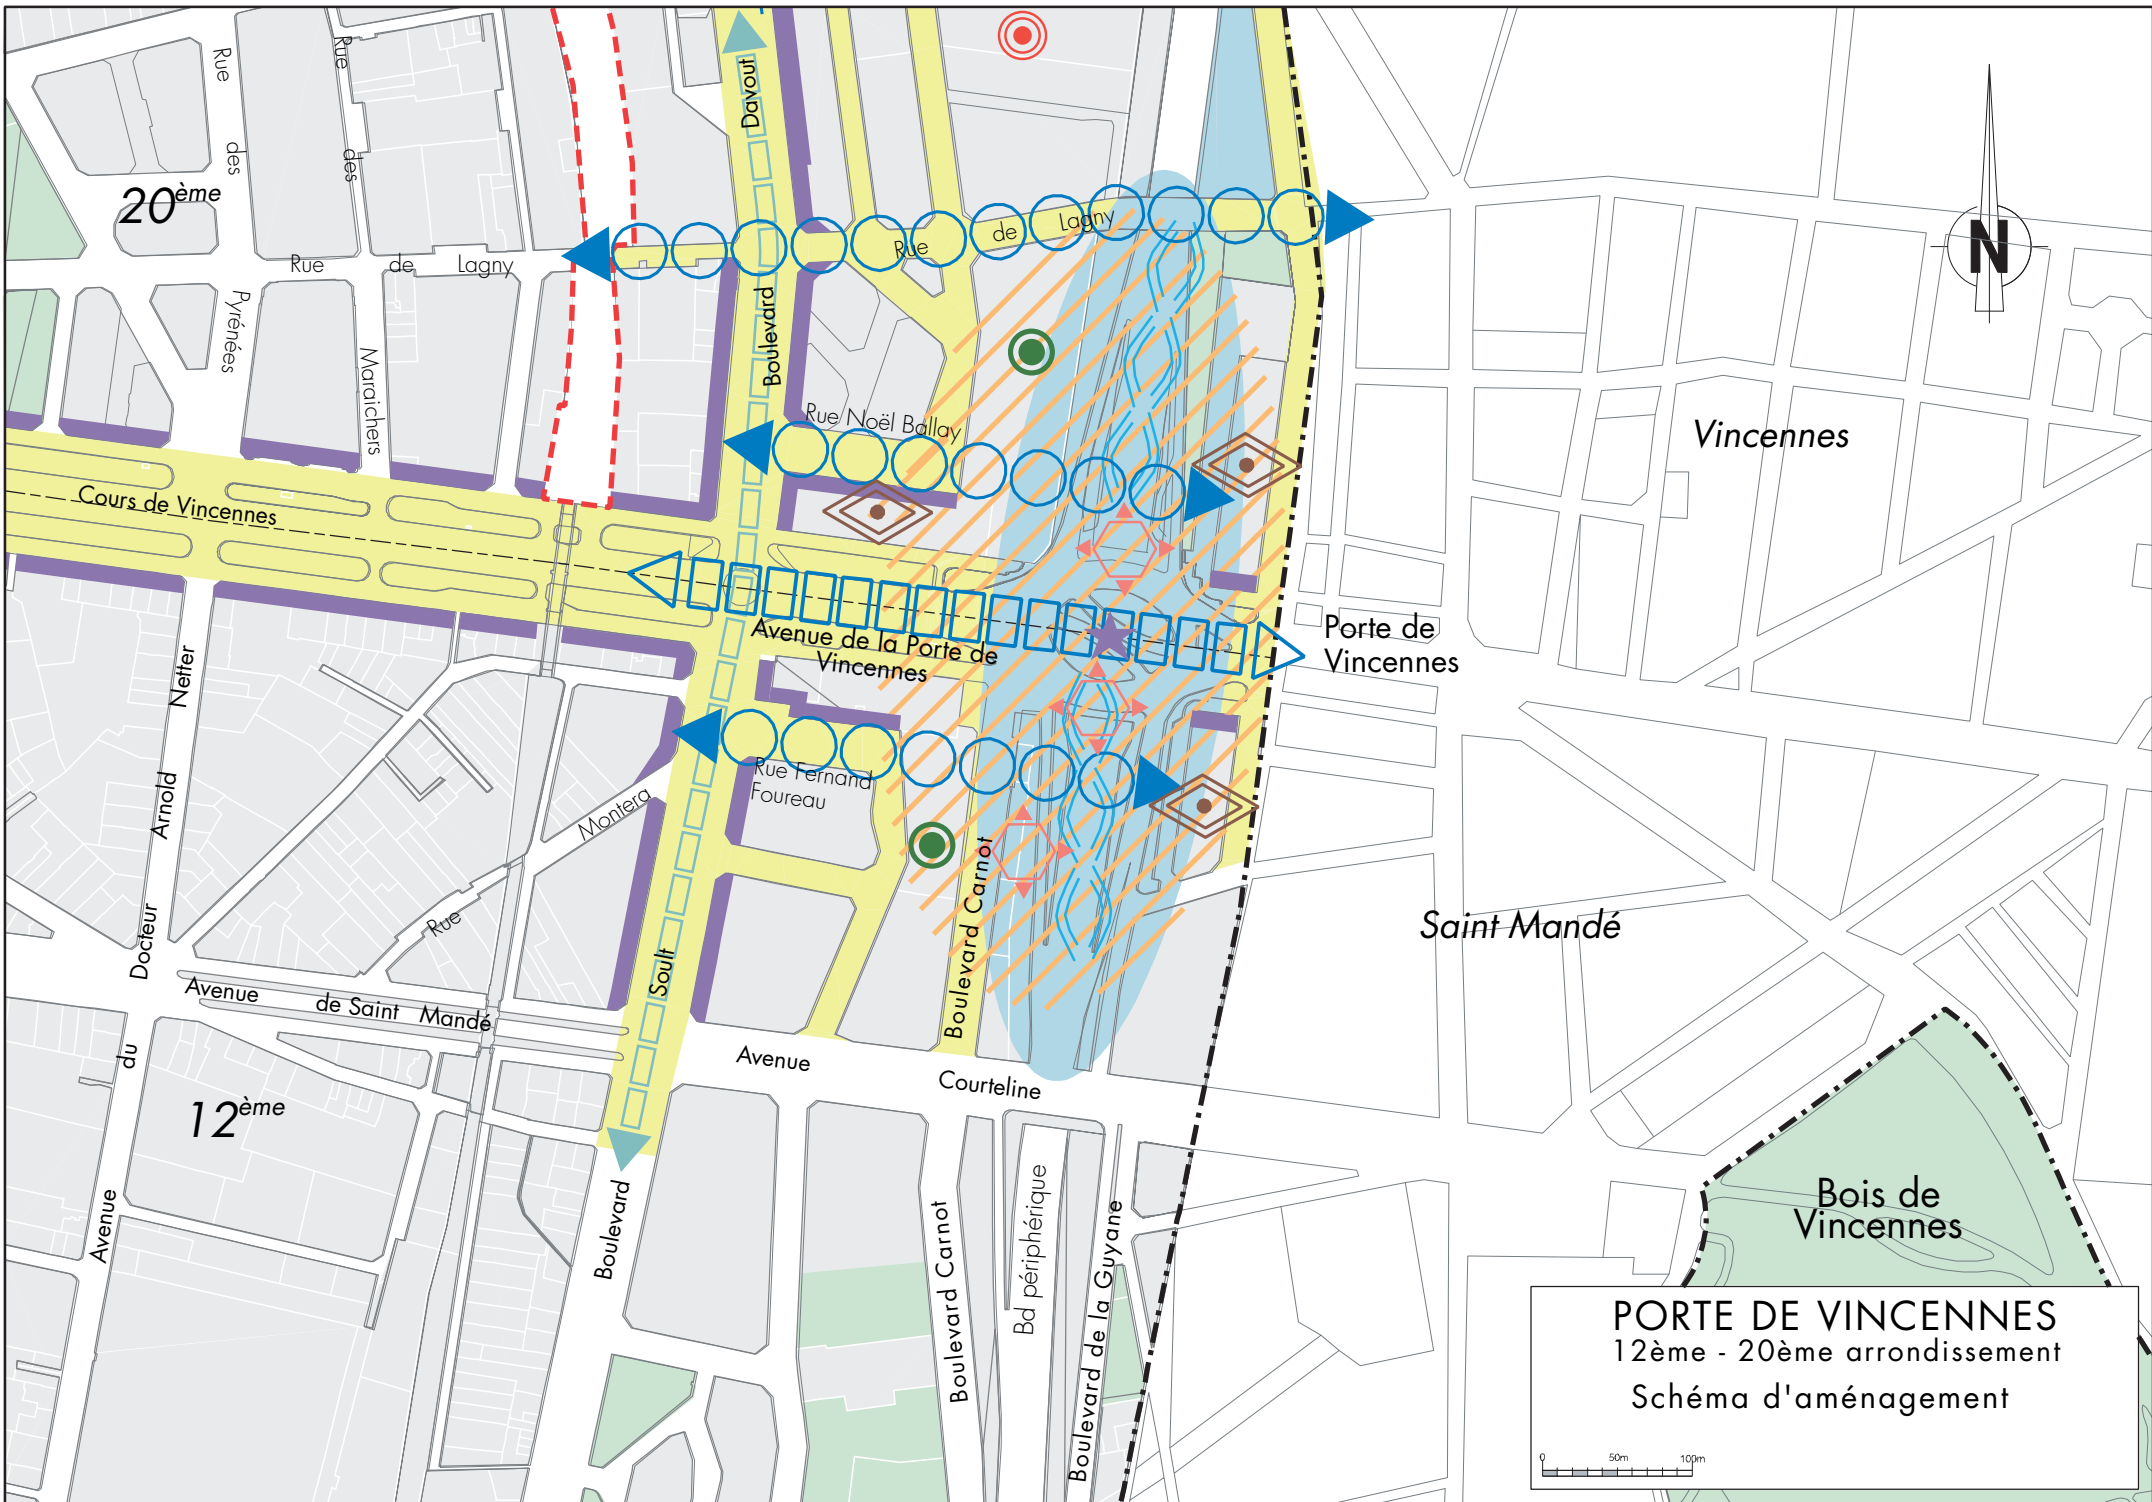 Rue
des
Rue
des
Davout
20ème
Rue de Lagny
Rue de Lagny
Pyrénées
Maraichers
Boulevard
Rue Noël Ballay
Cours de Vincennes
Vincennes
N
Avenue de la Porte de
Vincennes
Porte de
Vincennes
Rue Fernand
Foureau
Montera
Rue
Avenue
du
Docteur
Arnold
Netter
Soult
Boulevard Carnot
Saint Mandé
Avenue de Saint Mandé
Avenue
Courteline
12ème
Boulevard
Boulevard Carnot
Bd périphérique
Boulevard de la Guyane
Bois de
Vincennes
PORTE DE VINCENNES
12ème - 20ème arrondissement
Schéma d'aménagement
0 50m 100m